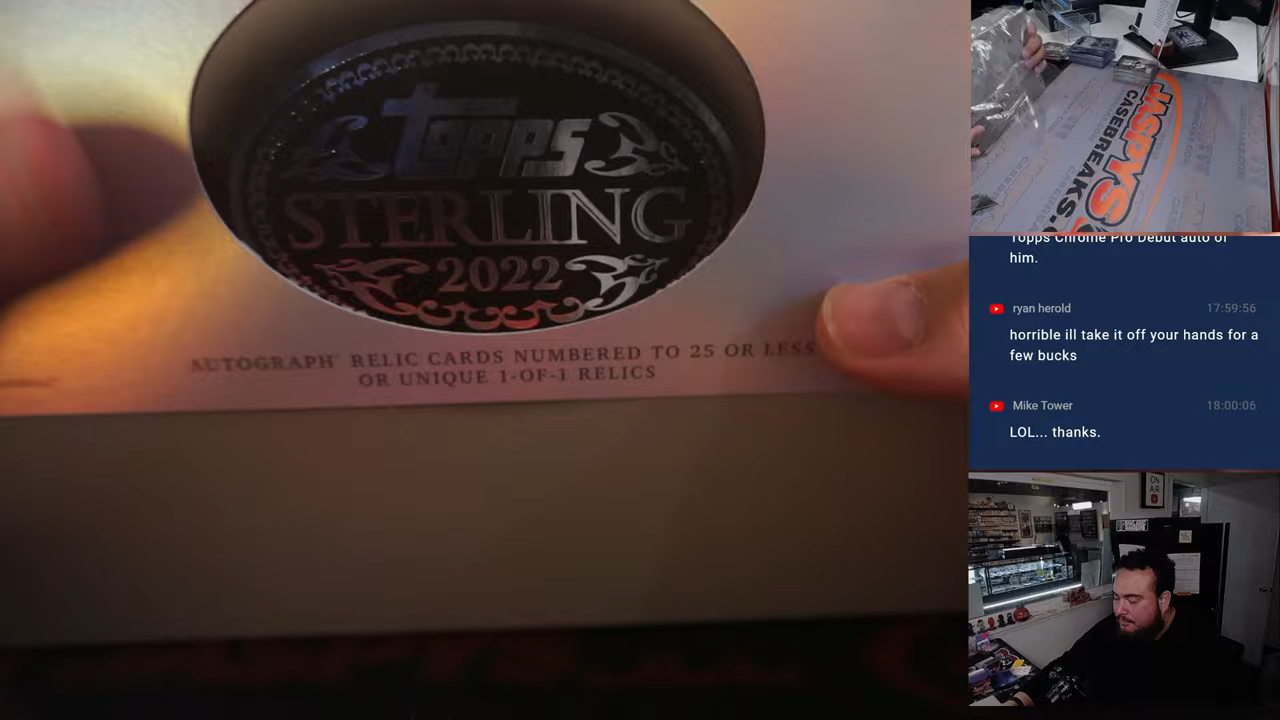 Topps
STERLING
2022
AUTOGRAPH RELIC CARDS NUMBERED TO 25 OR LESS
OR UNIQUE 1-OF-1 RELICS
JASPYS
CASEBREAKS.
Topps Chrome Pro Debut auto of
him.
ryan herold 17:59:56
horrible ill take it off your hands for a
few bucks
Mike Tower 18:00:06
LOL... thanks.
ON
AIR